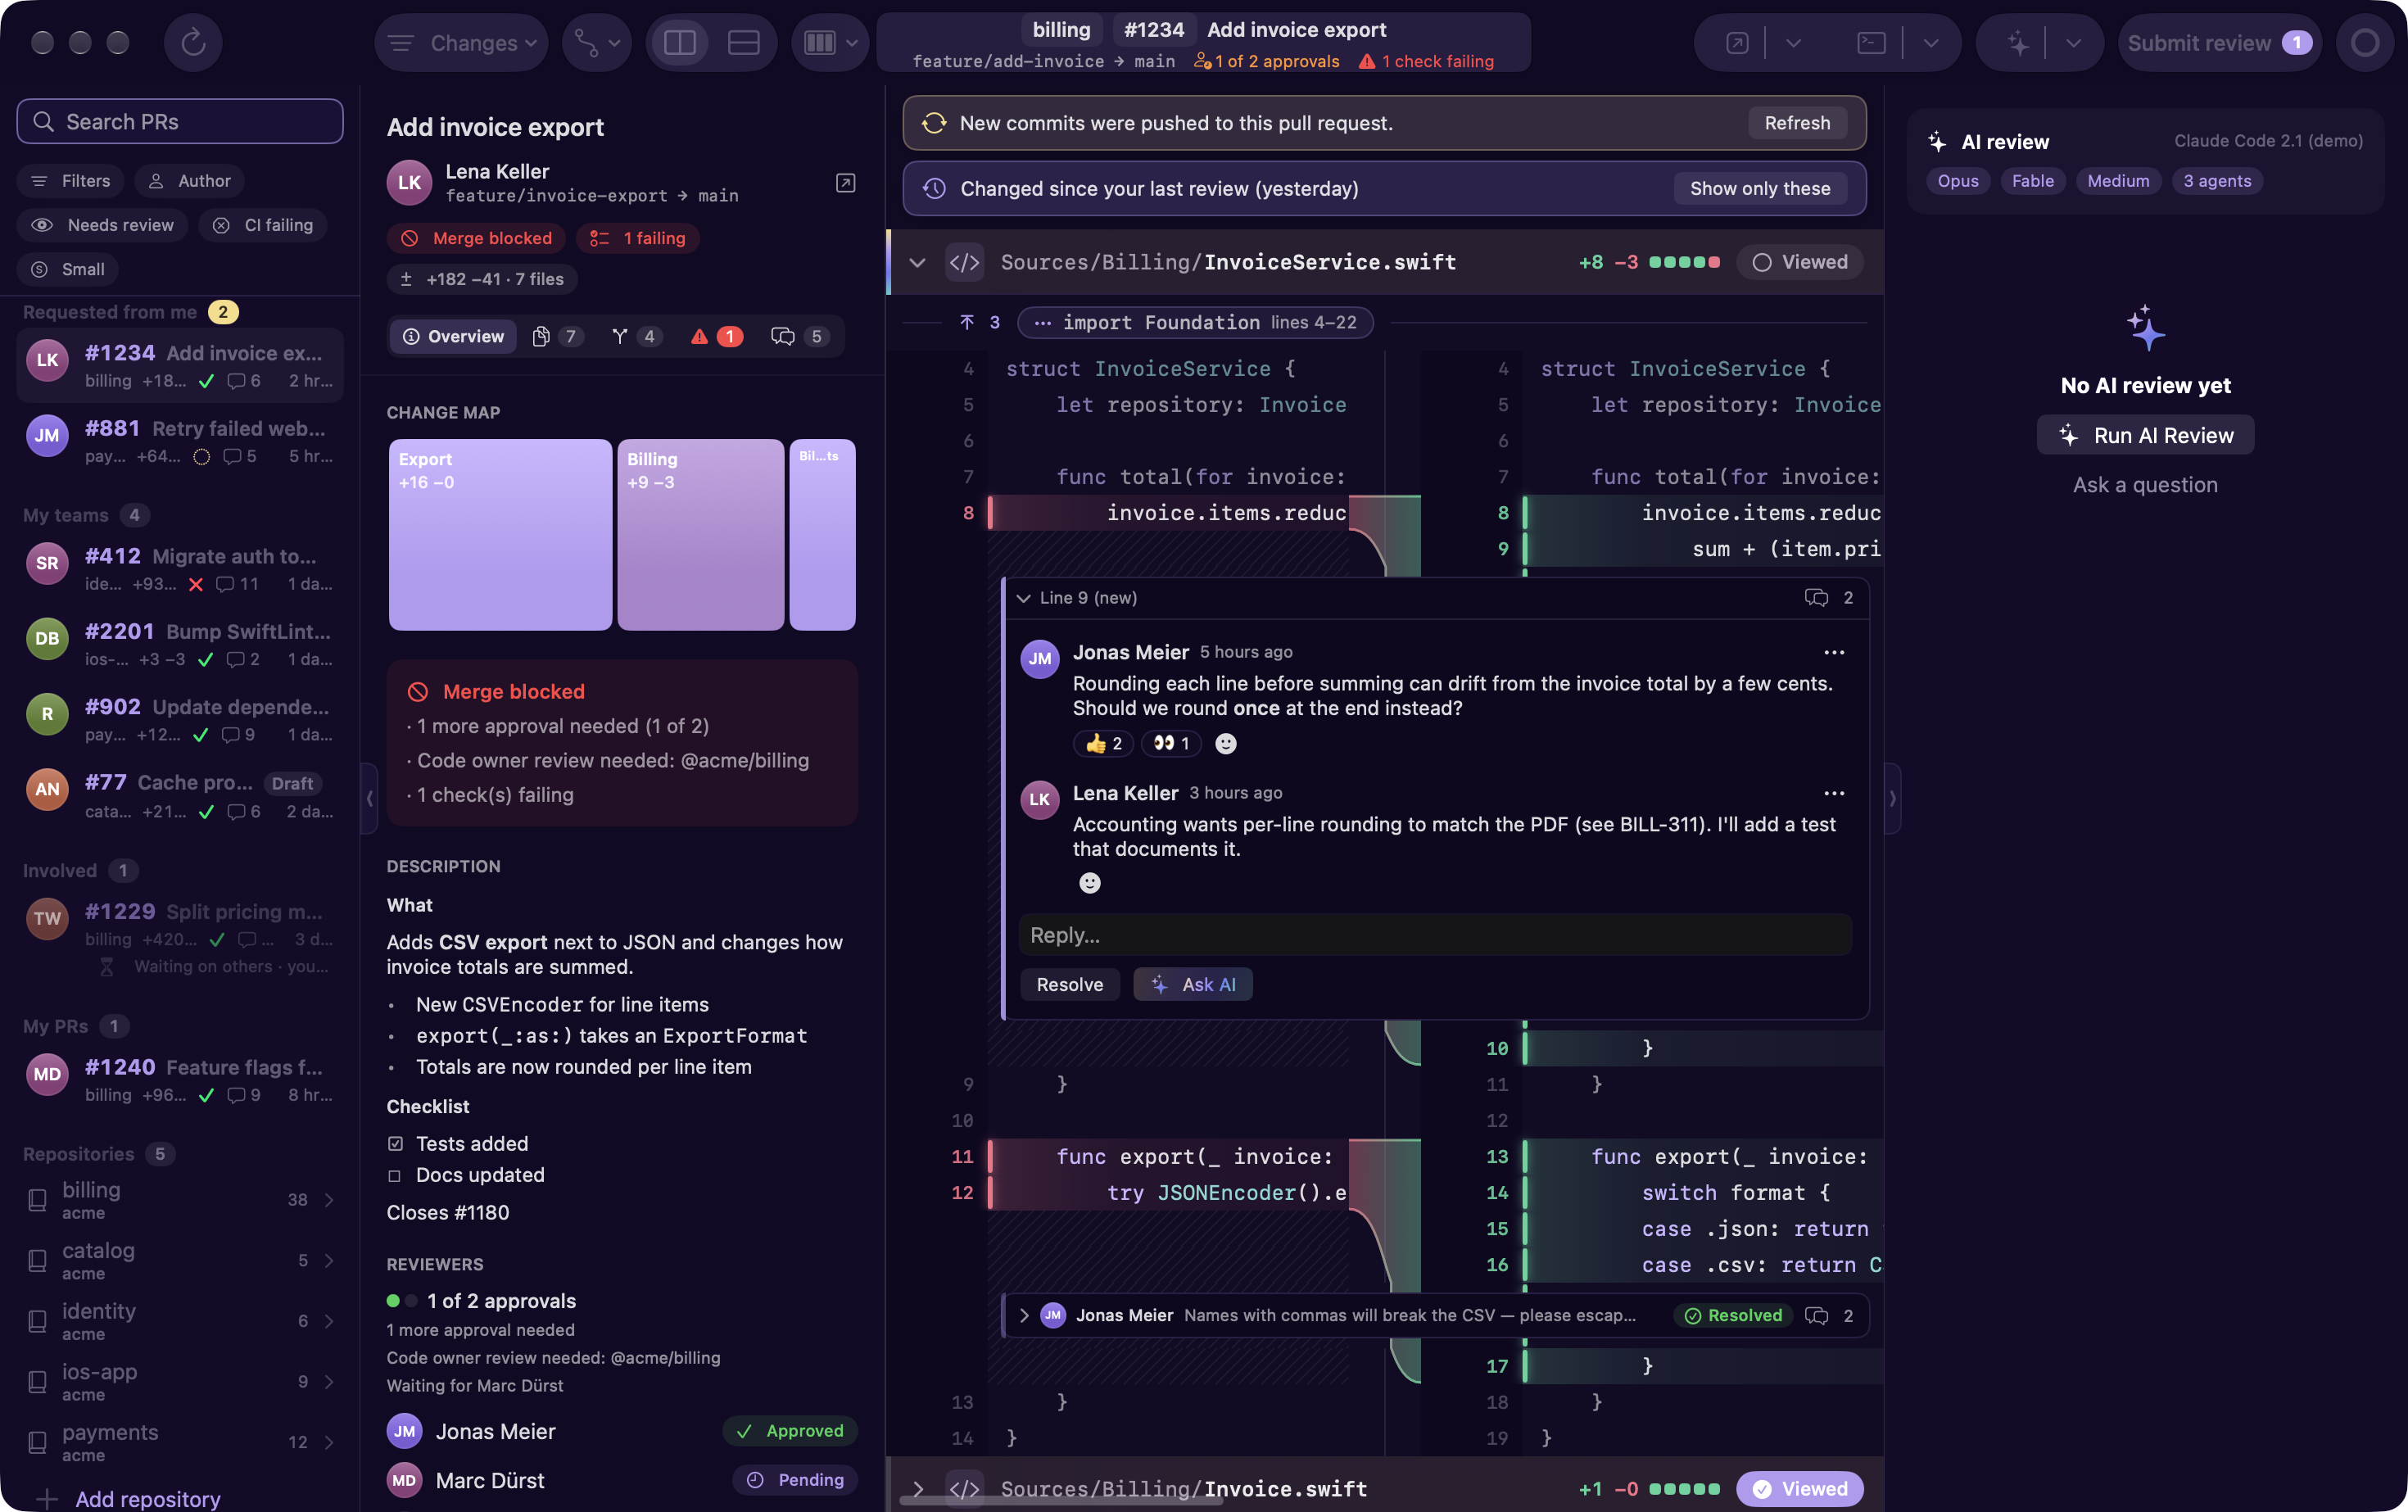 Changes
billing #1234 Add invoice export
feature/add-invoice → main 1 of 2 approvals 1 check failing
Submit review 1
Search PRs
Filters Author
Needs review CI failing
Small
Requested from me 2
LK #1234 Add invoice ex...
billing +18... 6 2 hr...
JM #881 Retry failed web...
pay... +64... 5 5 hr...
My teams 4
SR #412 Migrate auth to...
ide... +93... 11 1 da...
DB #2201 Bump SwiftLint...
ios-... +3 −3 2 1 da...
R #902 Update depende...
pay... +12... 9 1 da...
AN #77 Cache pro... Draft
cata... +21... 6 2 da...
Involved 1
TW #1229 Split pricing m...
billing +420... ... 3 d...
Waiting on others · you...
My PRs 1
MD #1240 Feature flags f...
billing +96... 9 8 hr...
Repositories 5
billing
acme
38
catalog
acme
5
identity
acme
6
ios-app
acme
9
payments
acme
12
Add repository
Add invoice export
LK Lena Keller
feature/invoice-export → main
Merge blocked 1 failing
+182 −41 · 7 files
Overview 7 4 1 5
CHANGE MAP
Export
+16 −0
Billing
+9 −3
Bil...ts
Merge blocked
· 1 more approval needed (1 of 2)
· Code owner review needed: @acme/billing
· 1 check(s) failing
DESCRIPTION
What
Adds CSV export next to JSON and changes how
invoice totals are summed.
• New CSVEncoder for line items
• export(_:as:) takes an ExportFormat
• Totals are now rounded per line item
Checklist
Tests added
Docs updated
Closes #1180
REVIEWERS
1 of 2 approvals
1 more approval needed
Code owner review needed: @acme/billing
Waiting for Marc Dürst
JM Jonas Meier Approved
MD Marc Dürst Pending
New commits were pushed to this pull request. Refresh
Changed since your last review (yesterday) Show only these
</> Sources/Billing/InvoiceService.swift +8 −3 Viewed
3 ... import Foundation lines 4–22
4 struct InvoiceService {
5 let repository: Invoice
6
7 func total(for invoice:
8 invoice.items.reduc
4 struct InvoiceService {
5 let repository: Invoice
6
7 func total(for invoice:
8 invoice.items.reduc
9 sum + (item.pri
Line 9 (new) 2
JM Jonas Meier 5 hours ago ...
Rounding each line before summing can drift from the invoice total by a few cents.
Should we round once at the end instead?
👍 2 👀 1
LK Lena Keller 3 hours ago ...
Accounting wants per-line rounding to match the PDF (see BILL-311). I'll add a test
that documents it.
Reply...
Resolve Ask AI
9 }
10
11 func export(_ invoice:
12 try JSONEncoder().e
10 }
11 }
12
13 func export(_ invoice:
14 switch format {
15 case .json: return
16 case .csv: return C
JM Jonas Meier Names with commas will break the CSV — please escap... Resolved 2
13 }
14 }
17 }
18 }
19 }
</> Sources/Billing/Invoice.swift +1 −0 Viewed
AI review Claude Code 2.1 (demo)
Opus Fable Medium 3 agents
No AI review yet
Run AI Review
Ask a question